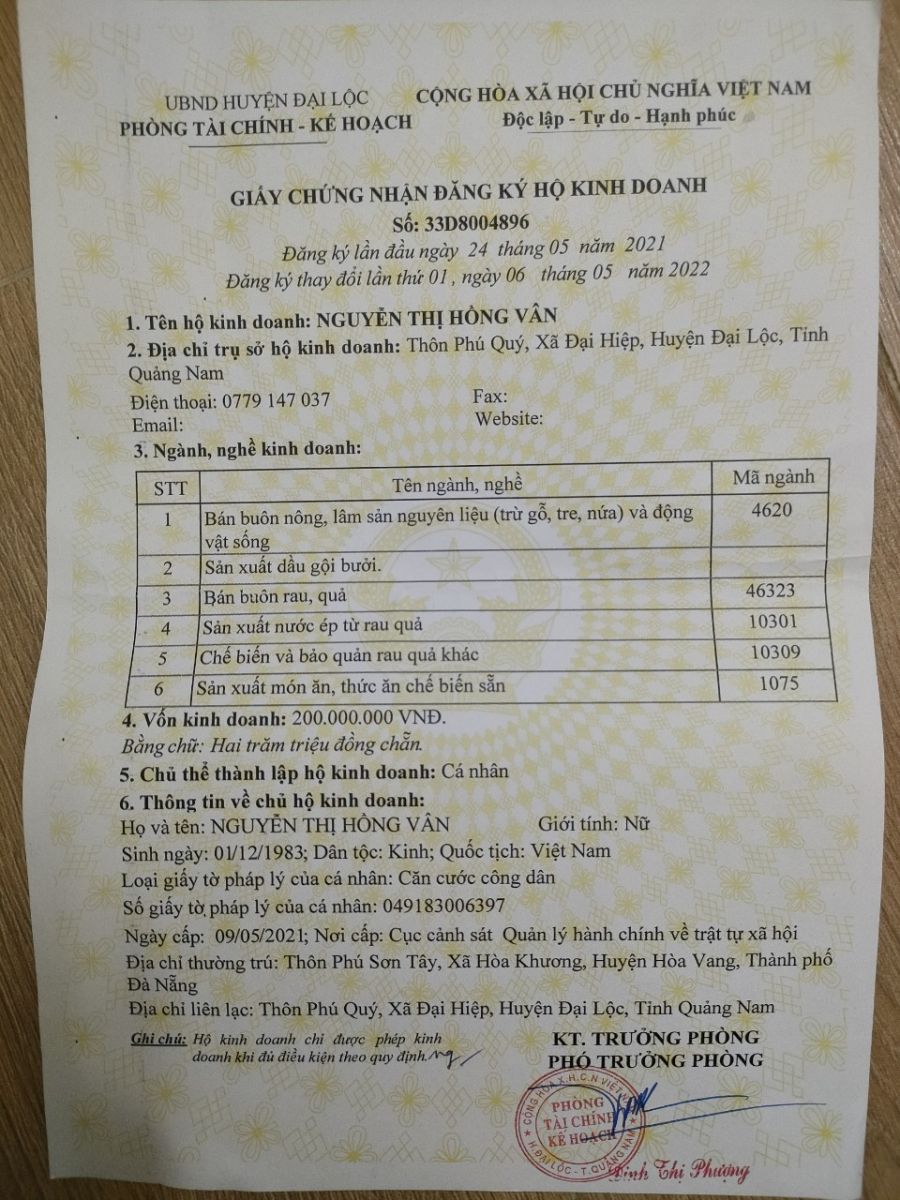 UBND HUYỆN ĐẠI LỘC
PHÒNG TÀI CHÍNH - KẾ HOẠCH
CỘNG HÒA XÃ HỘI CHỦ NGHĨA VIỆT NAM
Độc lập - Tự do - Hạnh phúc
GIẤY CHỨNG NHẬN ĐĂNG KÝ HỘ KINH DOANH
Số: 33D8004896
Đăng ký lần đầu ngày 24 tháng 05 năm 2021
Đăng ký thay đổi lần thứ 01, ngày 06 tháng 05 năm 2022
1. Tên hộ kinh doanh: NGUYỄN THỊ HỒNG VÂN
2. Địa chỉ trụ sở hộ kinh doanh: Thôn Phú Quý, Xã Đại Hiệp, Huyện Đại Lộc, Tỉnh
Quảng Nam
Điện thoại: 0779 147 037 Fax:
Email: Website:
3. Ngành, nghề kinh doanh:
STT Tên ngành, nghề Mã ngành
1 Bán buôn nông, lâm sản nguyên liệu (trừ gỗ, tre, nứa) và động 4620
vật sống
2 Sản xuất dầu gội bưởi.
3 Bán buôn rau, quả 46323
4 Sản xuất nước ép từ rau quả 10301
5 Chế biến và bảo quản rau quả khác 10309
6 Sản xuất món ăn, thức ăn chế biến sẵn 1075
4. Vốn kinh doanh: 200.000.000 VNĐ.
Bằng chữ: Hai trăm triệu đồng chẵn.
5. Chủ thể thành lập hộ kinh doanh: Cá nhân
6. Thông tin về chủ hộ kinh doanh:
Họ và tên: NGUYỄN THỊ HỒNG VÂN Giới tính: Nữ
Sinh ngày: 01/12/1983; Dân tộc: Kinh; Quốc tịch: Việt Nam
Loại giấy tờ pháp lý của cá nhân: Căn cước công dân
Số giấy tờ pháp lý của cá nhân: 049183006397
Ngày cấp: 09/05/2021; Nơi cấp: Cục cảnh sát Quản lý hành chính về trật tự xã hội
Địa chỉ thường trú: Thôn Phú Sơn Tây, Xã Hòa Khương, Huyện Hòa Vang, Thành phố
Đà Nẵng
Địa chỉ liên lạc: Thôn Phú Quý, Xã Đại Hiệp, Huyện Đại Lộc, Tỉnh Quảng Nam
Ghi chú: Hộ kinh doanh chỉ được phép kinh
doanh khi đủ điều kiện theo quy định.
KT. TRƯỞNG PHÒNG
PHÓ TRƯỞNG PHÒNG
CỘNG HÒA X.H.C.N VIỆT NAM
PHÒNG
TÀI CHÍNH
KẾ HOẠCH
H.ĐẠI LỘC - T.QUẢNG NAM
Đinh Thị Phượng